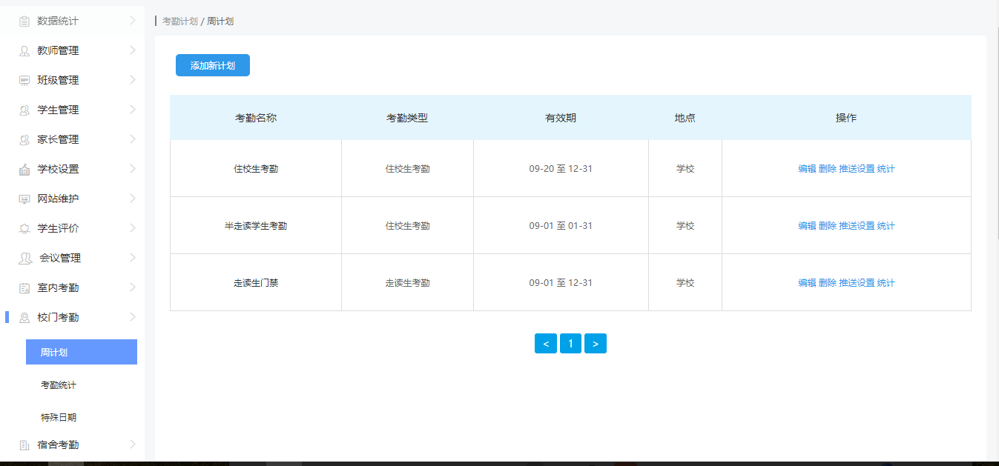 数据统计
教师管理
班级管理
学生管理
家长管理
学校设置
网站维护
学生评价
会议管理
室内考勤
校门考勤
周计划
考勤统计
特殊日期
宿舍考勤
考勤计划 / 周计划
添加新计划
考勤名称 考勤类型 有效期 地点 操作
住校生考勤 住校生考勤 09-20 至 12-31 学校 编辑 删除 推送设置 统计
半走读学生考勤 住校生考勤 09-01 至 01-31 学校 编辑 删除 推送设置 统计
走读生门禁 走读生考勤 09-01 至 12-31 学校 编辑 删除 推送设置 统计
< 1 >